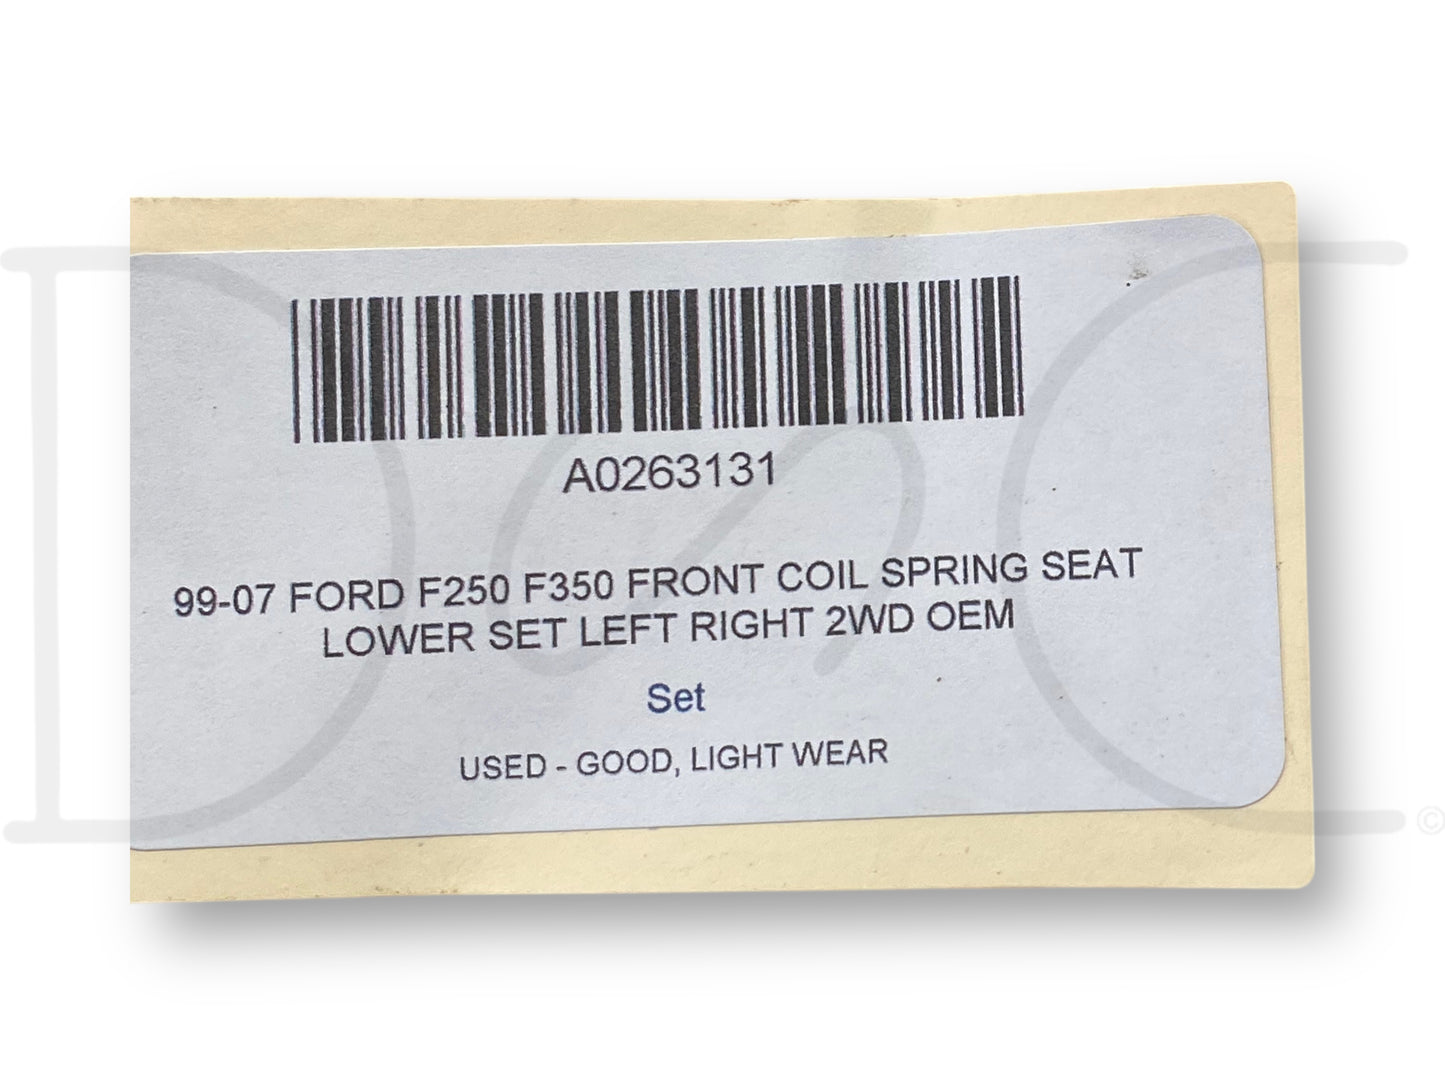 A0263131
99-07 FORD F250 F350 FRONT COIL SPRING SEAT
LOWER SET LEFT RIGHT 2WD OEM
Set
USED - GOOD, LIGHT WEAR
©